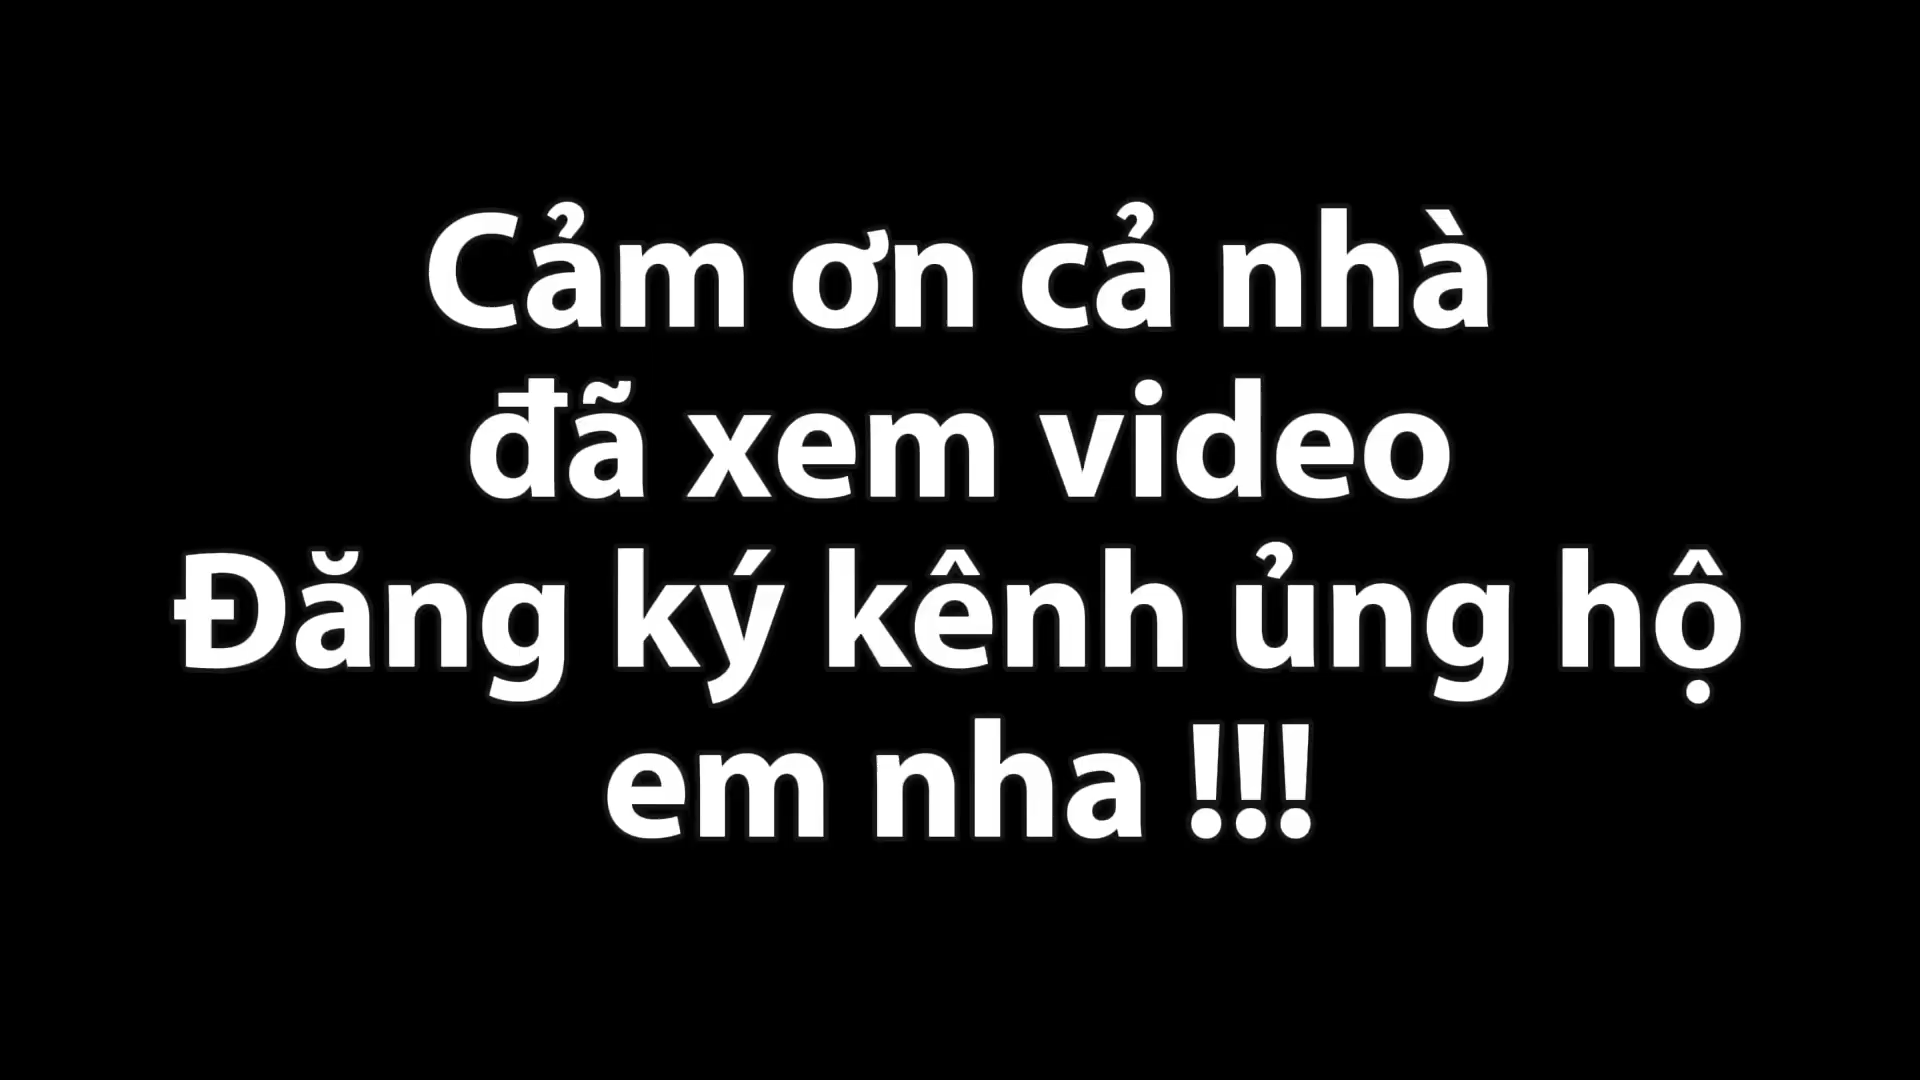 Cảm ơn cả nhà
đã xem video
Đăng ký kênh ủng hộ
em nha !!!